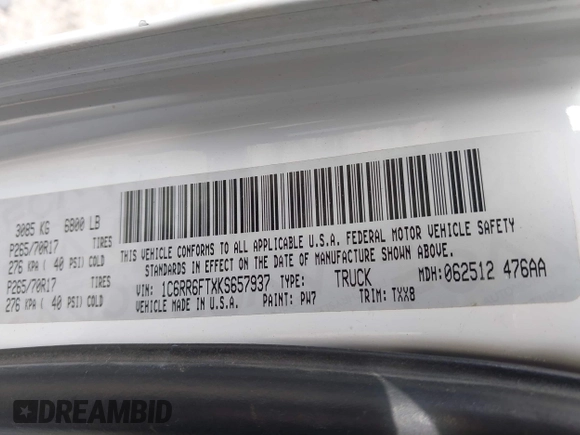 3085 KG 6800 LB
P265/70R17 TIRES
276 KPA ( 40 PSI) COLD
P265/70R17 TIRES
276 KPA ( 40 PSI) COLD
THIS VEHICLE CONFORMS TO ALL APPLICABLE U.S.A. FEDERAL MOTOR VEHICLE SAFETY
STANDARDS IN EFFECT ON THE DATE OF MANUFACTURE SHOWN ABOVE.
VIN: 1C6RR6FTXKS657937 TYPE: TRUCK MDH: 062512 476AA
VEHICLE MADE IN U.S.A. PAINT: PW7 TRIM: TXX8
DREAMBID